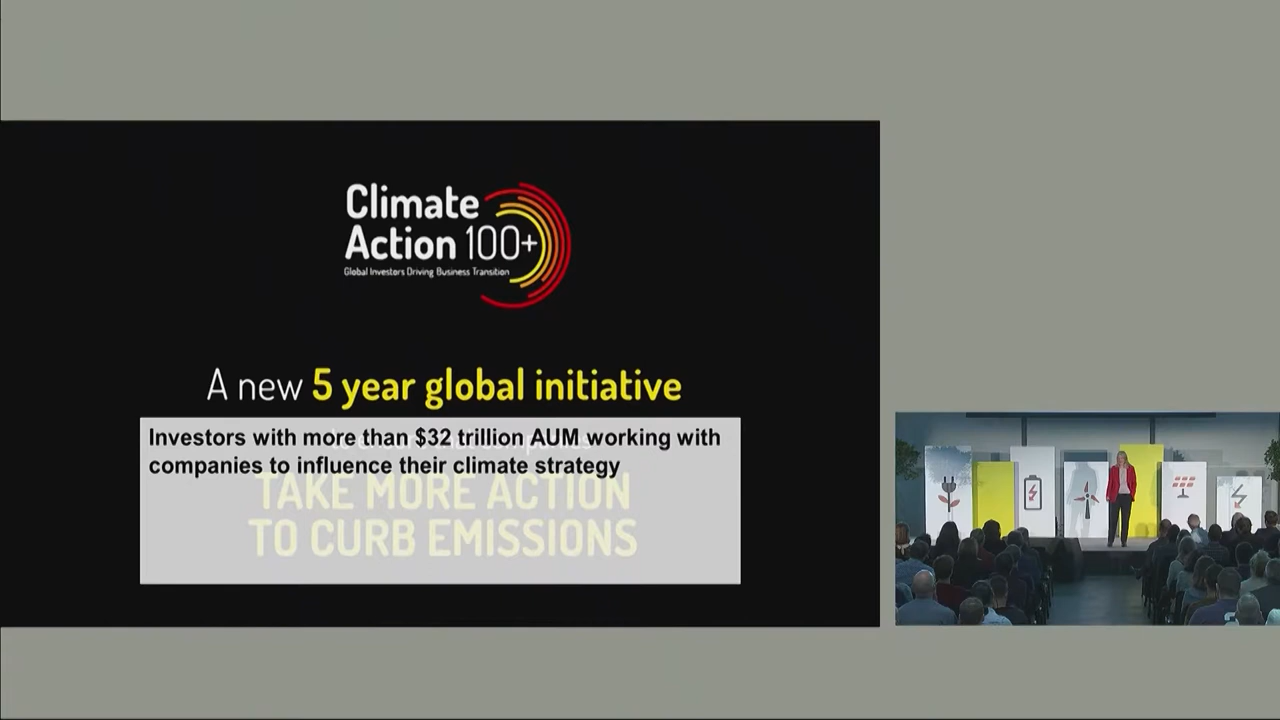 Climate
Action 100+
Global Investors Driving Business Transition
A new 5 year global initiative
Investors with more than $32 trillion AUM working with
companies to influence their climate strategy
TAKE MORE ACTION
TO CURB EMISSIONS